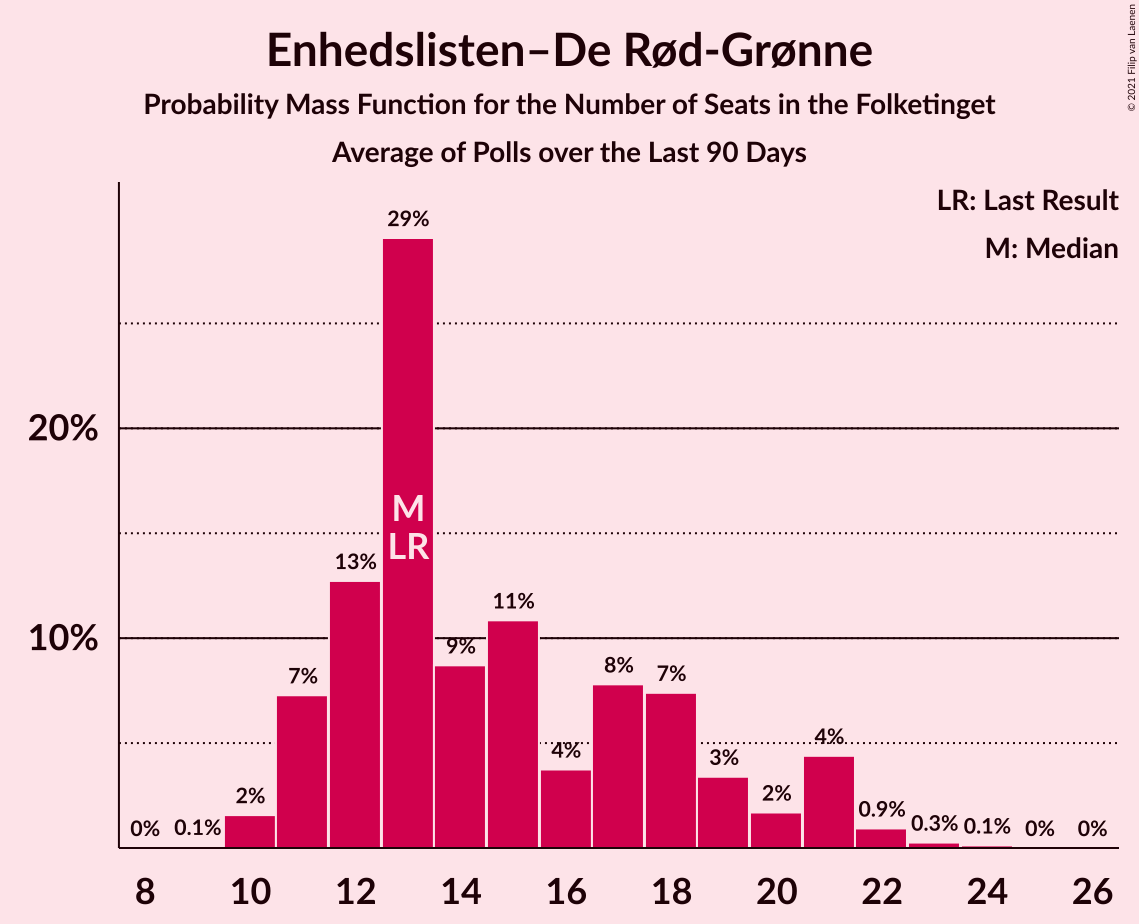 Enhedslisten–De Rød-Grønne
Probability Mass Function for the Number of Seats in the Folketinget
Average of Polls over the Last 90 Days
© 2021 Filip van Laenen
LR: Last Result
M: Median
20%
10%
0%
0.1%
2%
7%
13%
29%
M
LR
9%
11%
4%
8%
7%
3%
2%
4%
0.9%
0.3%
0.1%
0%
0%
8 10 12 14 16 18 20 22 24 26